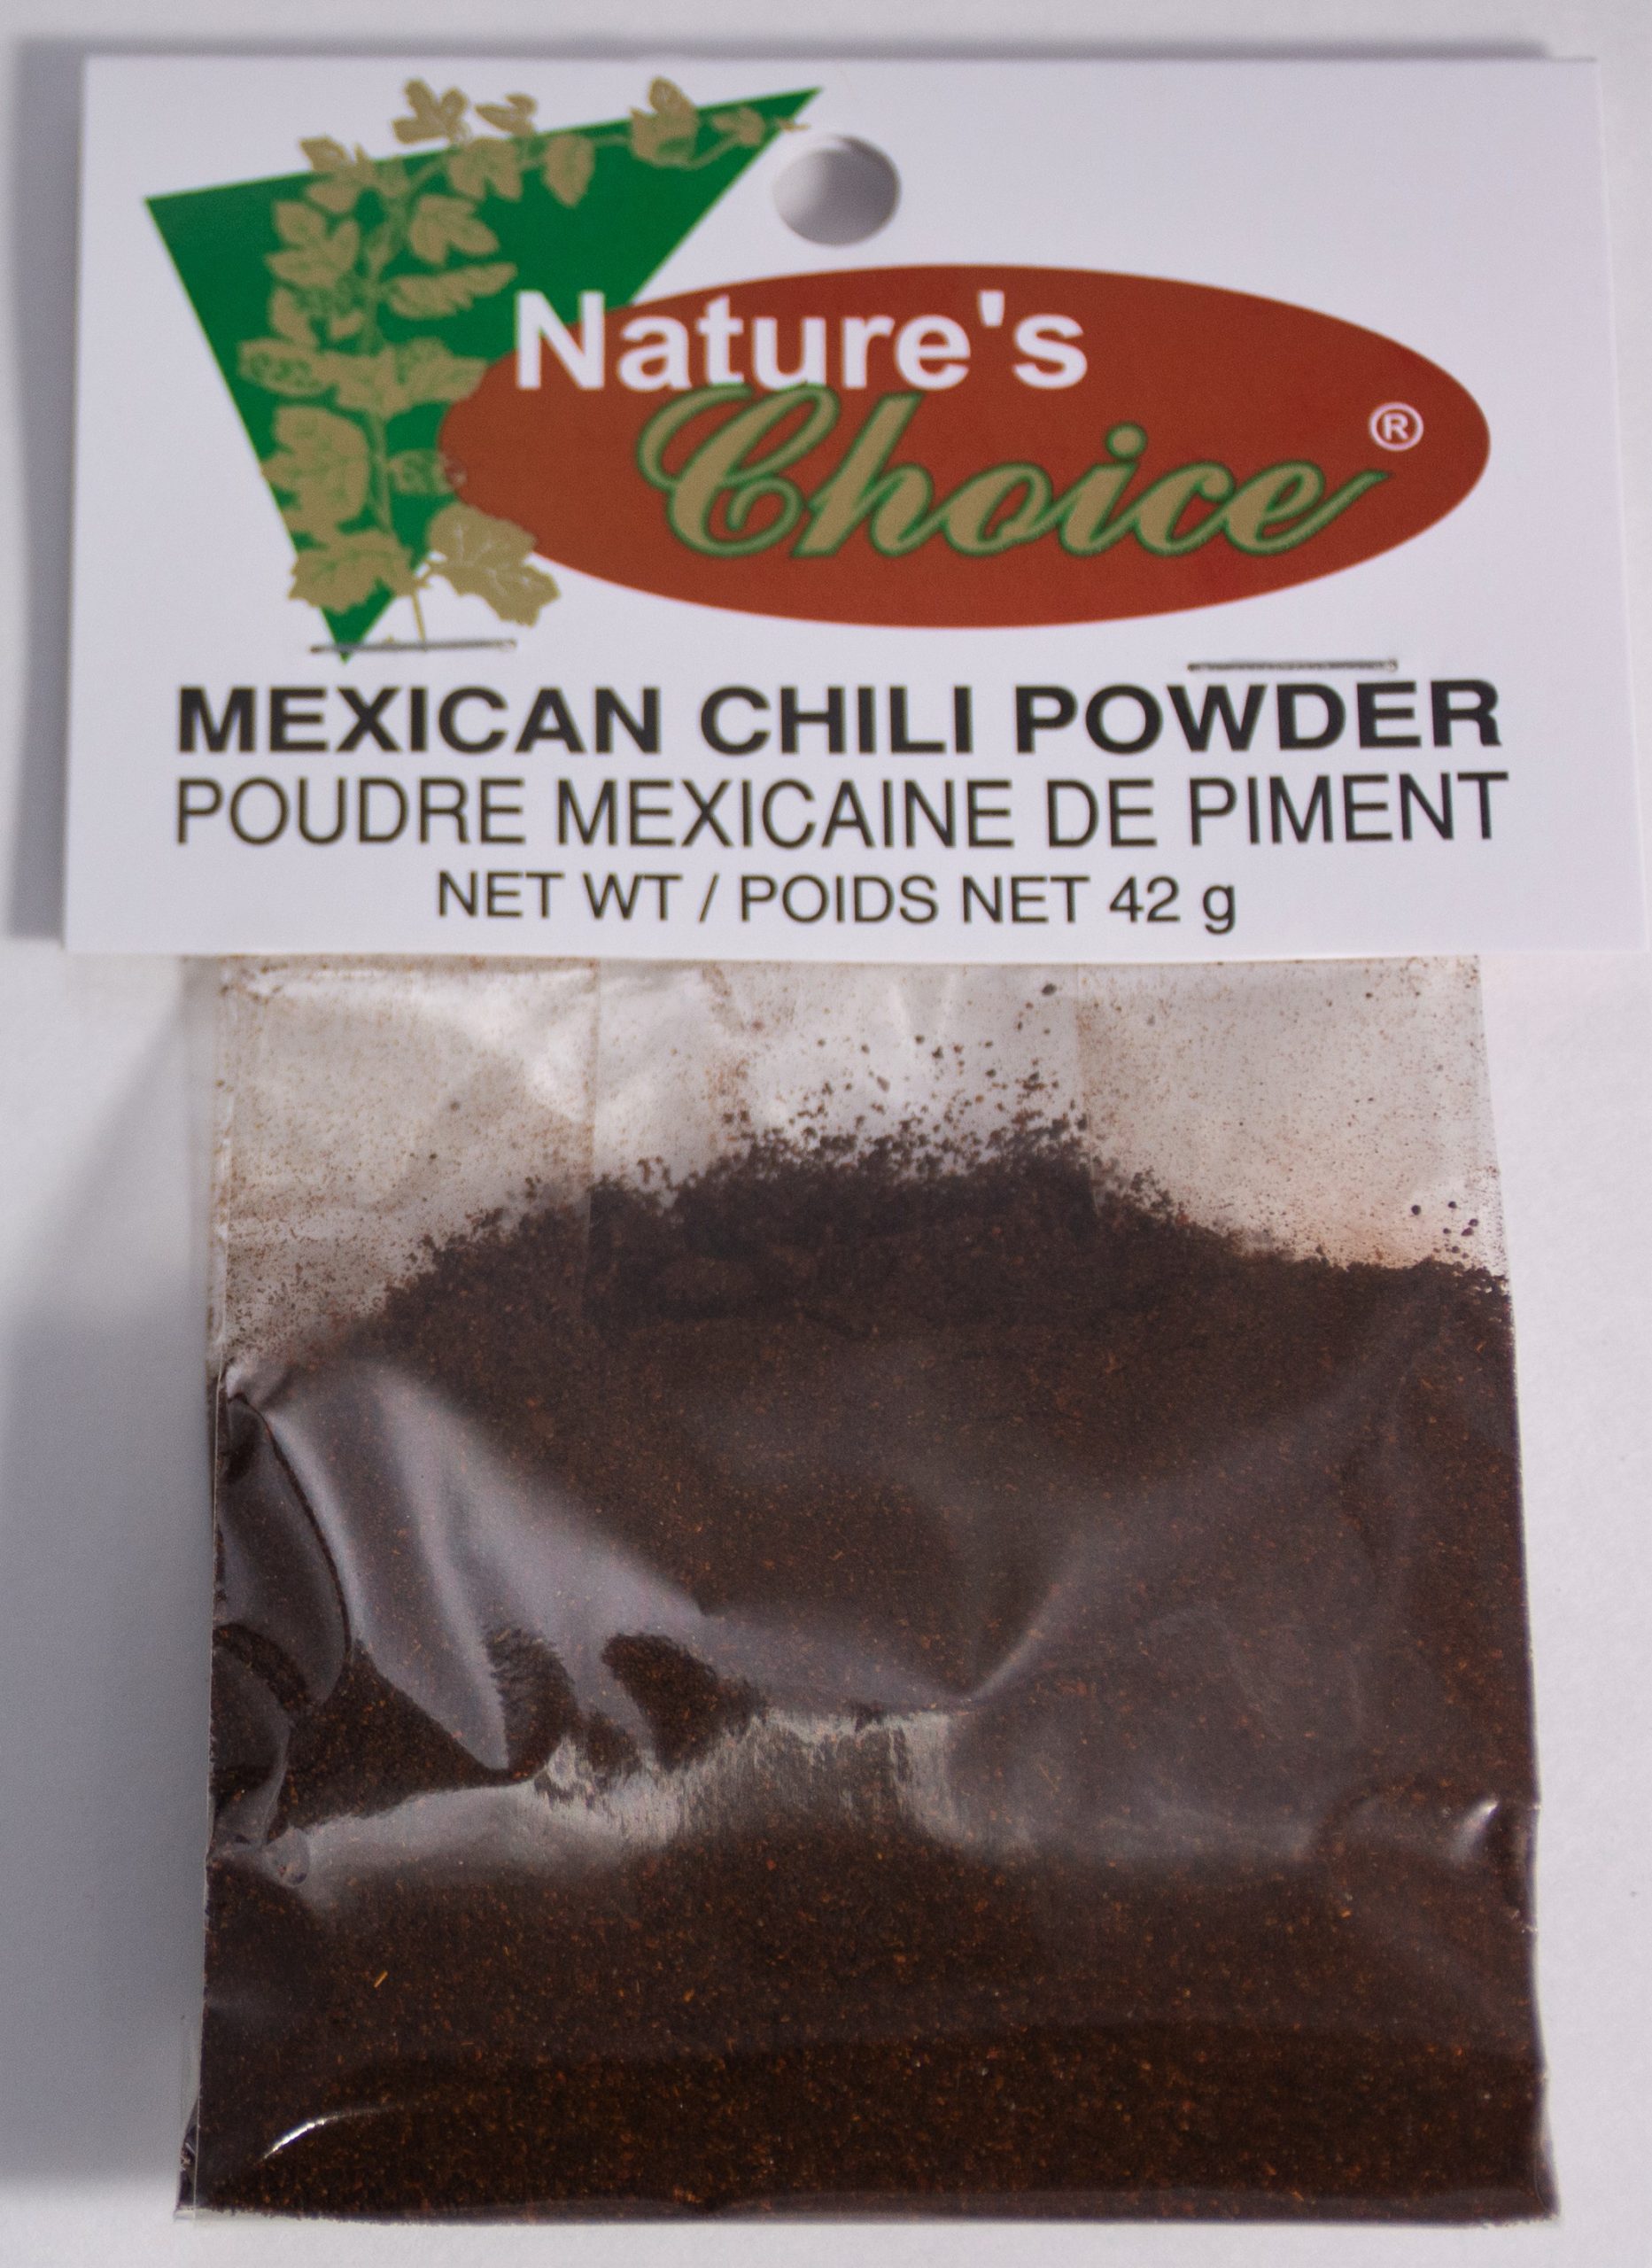 Nature's
Choice®
MEXICAN CHILI POWDER
POUDRE MEXICAINE DE PIMENT
NET WT / POIDS NET 42 g